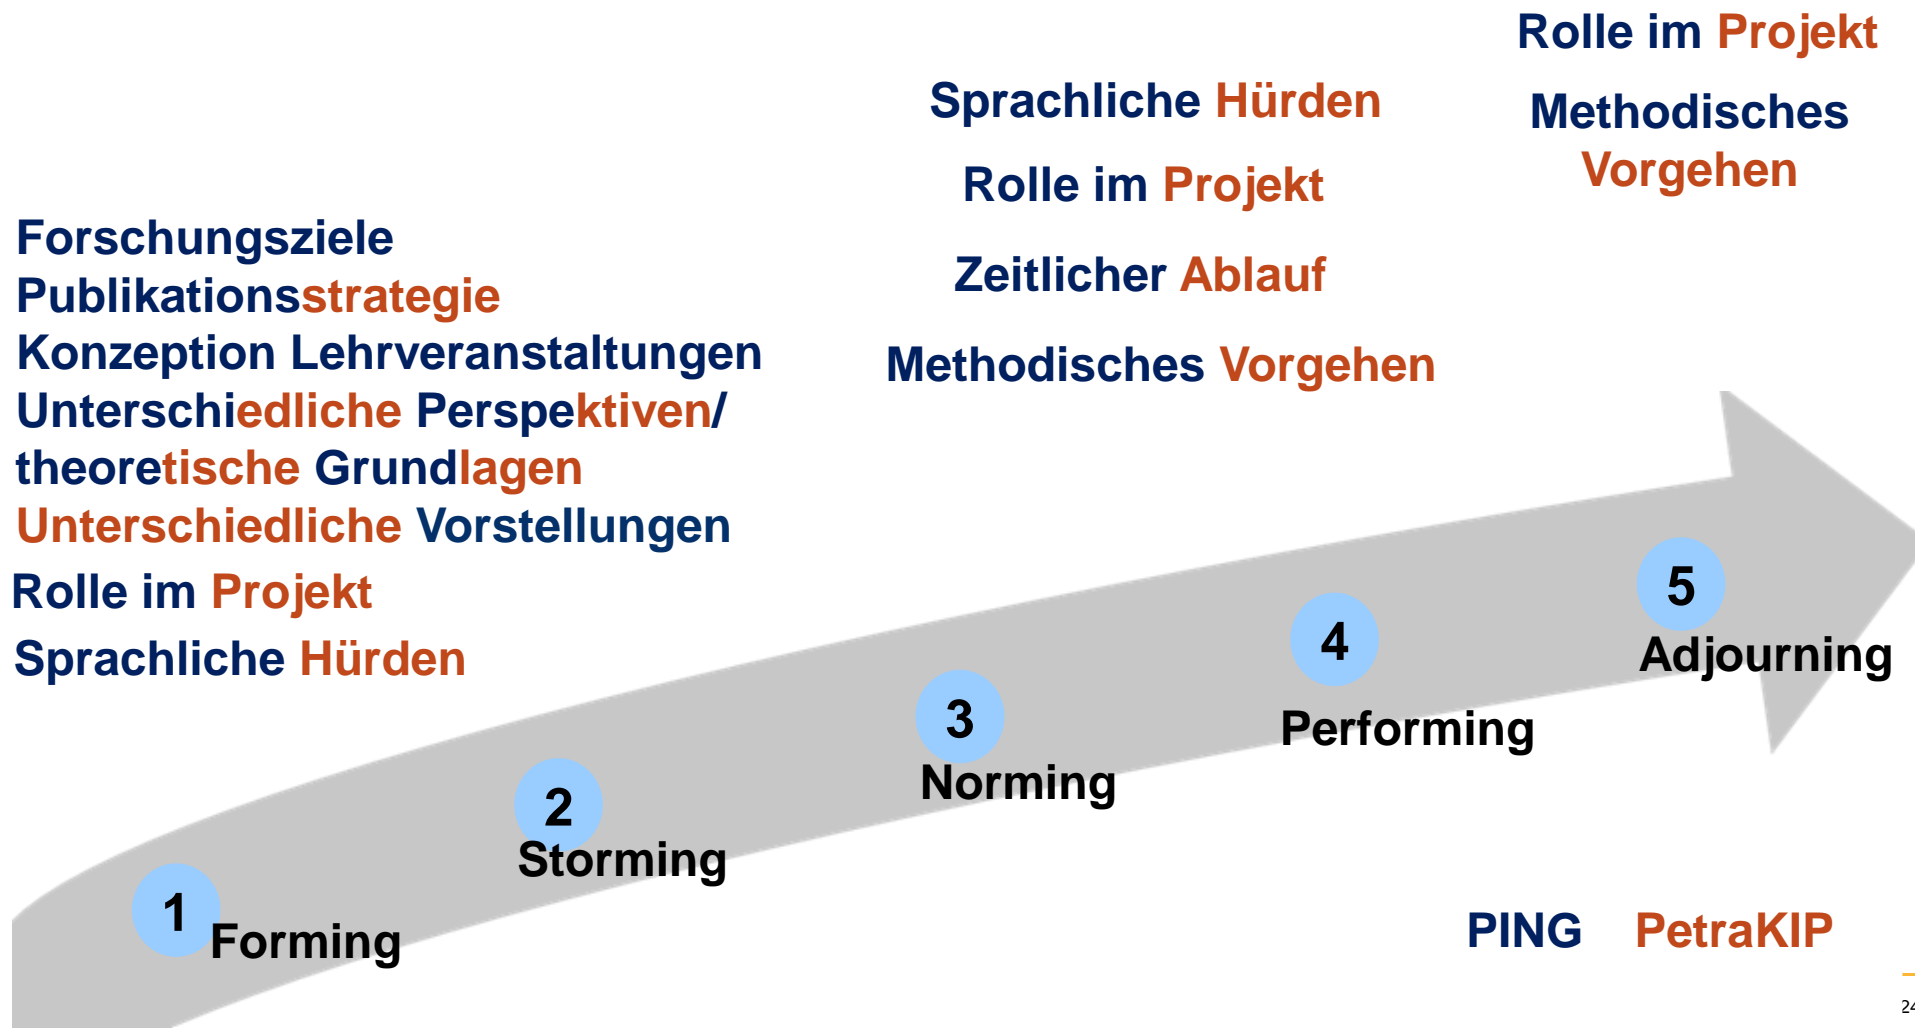 Rolle im Projekt
Methodisches
Vorgehen
Sprachliche Hürden
Rolle im Projekt
Zeitlicher Ablauf
Methodisches Vorgehen
Forschungsziele
Publikationsstrategie
Konzeption Lehrveranstaltungen
Unterschiedliche Perspektiven/
theoretische Grundlagen
Unterschiedliche Vorstellungen
Rolle im Projekt
Sprachliche Hürden
1
Forming
2
Storming
3
Norming
4
Performing
5
Adjourning
PING PetraKIP
24